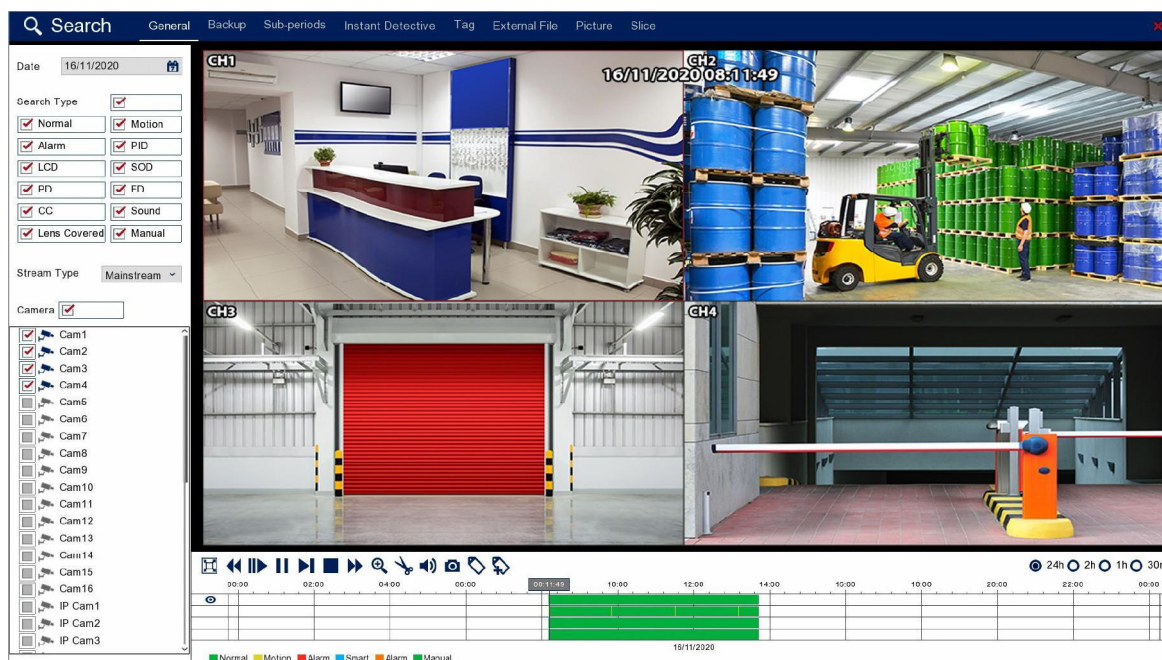 Search General Backup Sub-periods Instant Detective Tag External File Picture Slice
Date 16/11/2020
Search Type
Normal Motion
Alarm PID
LCD SOD
PD FD
CC Sound
Lens Covered Manual
Stream Type Mainstream
Camera
Cam1
Cam2
Cam3
Cam4
Cam5
Cam6
Cam7
Cam8
Cam9
Cam10
Cam11
Cam12
Cam13
Cam14
Cam15
Cam16
IP Cam1
IP Cam2
IP Cam3
CH1
CH2
16/11/2020 08:11:49
CH3
CH4
24h 2h 1h 30m
00:00 02:00 04:00 10:00 12:00 14:00 20:00 22:00 00:00
16/11/2020
Normal Motion Alarm Smart Alarm Manual